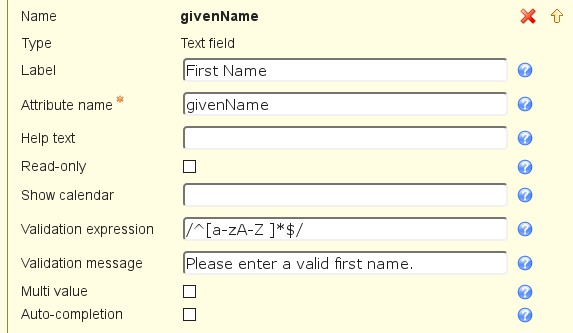 Name givenName
Type Text field
Label First Name
Attribute name* givenName
Help text
Read-only
Show calendar
Validation expression /^[a-zA-Z ]*$/
Validation message Please enter a valid first name.
Multi value
Auto-completion